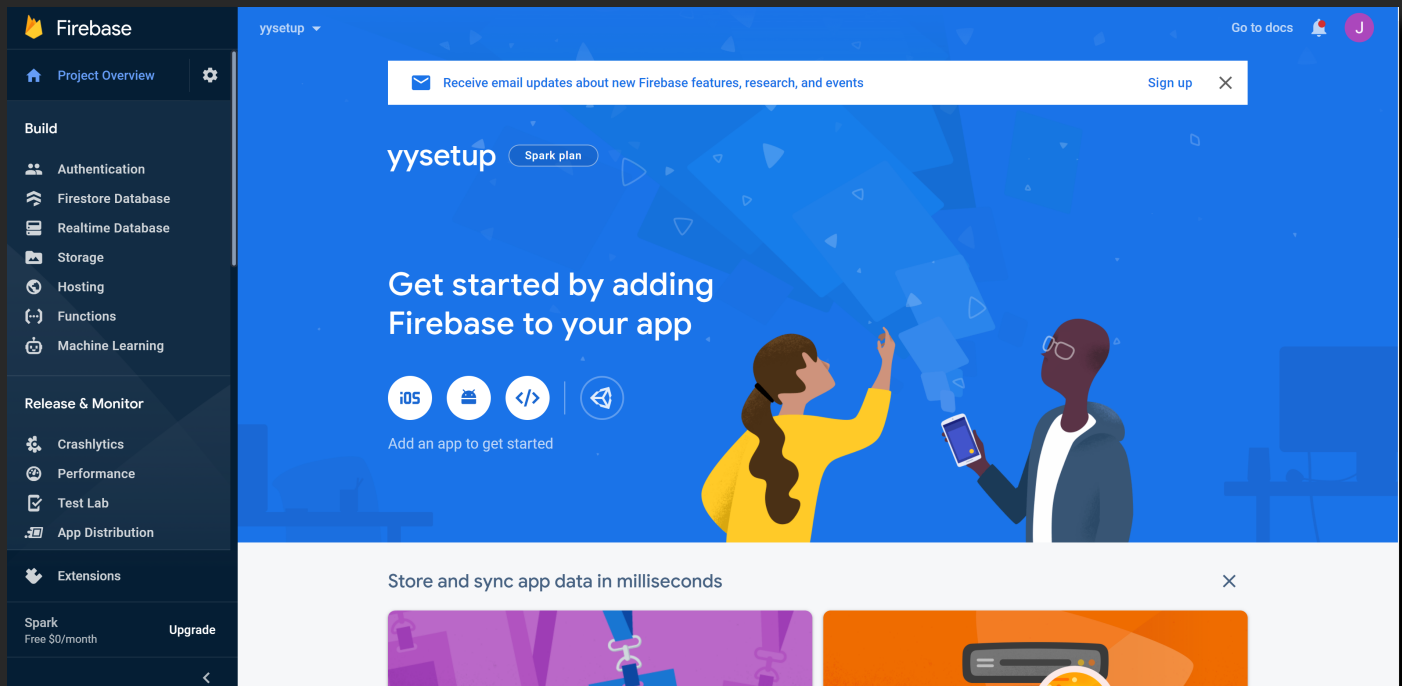 Firebase
Project Overview
Build
Authentication
Firestore Database
Realtime Database
Storage
Hosting
Functions
Machine Learning
Release & Monitor
Crashlytics
Performance
Test Lab
App Distribution
Extensions
Spark
Free $0/month
Upgrade
yysetup
Go to docs
J
Receive email updates about new Firebase features, research, and events
Sign up
yysetup
Spark plan
Get started by adding
Firebase to your app
iOS
Add an app to get started
Store and sync app data in milliseconds